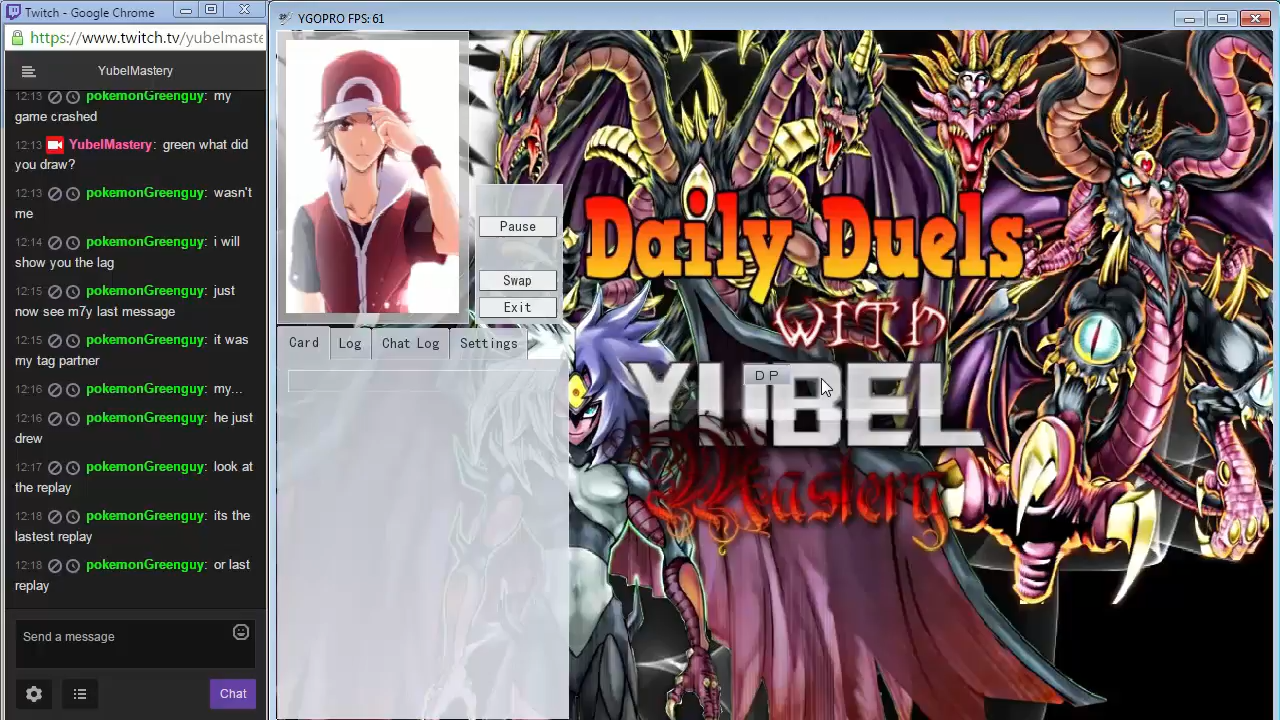 Twitch - Google Chrome
https://www.twitch.tv/yubelmaste
YubelMastery
12:13 pokemonGreenguy: my
game crashed
12:13 YubelMastery: green what did
you draw?
12:13 pokemonGreenguy: wasn't
me
12:14 pokemonGreenguy: i will
show you the lag
12:15 pokemonGreenguy: just
now see m7y last message
12:15 pokemonGreenguy: it was
my tag partner
12:16 pokemonGreenguy: my...
12:16 pokemonGreenguy: he just
drew
12:17 pokemonGreenguy: look at
the replay
12:18 pokemonGreenguy: its the
lastest replay
12:18 pokemonGreenguy: or last
replay
Send a message
Chat
YGOPRO FPS: 61
Pause
Swap
Exit
Card Log Chat Log Settings
Daily Duels
WITH
YUBEL
Mastery
DP